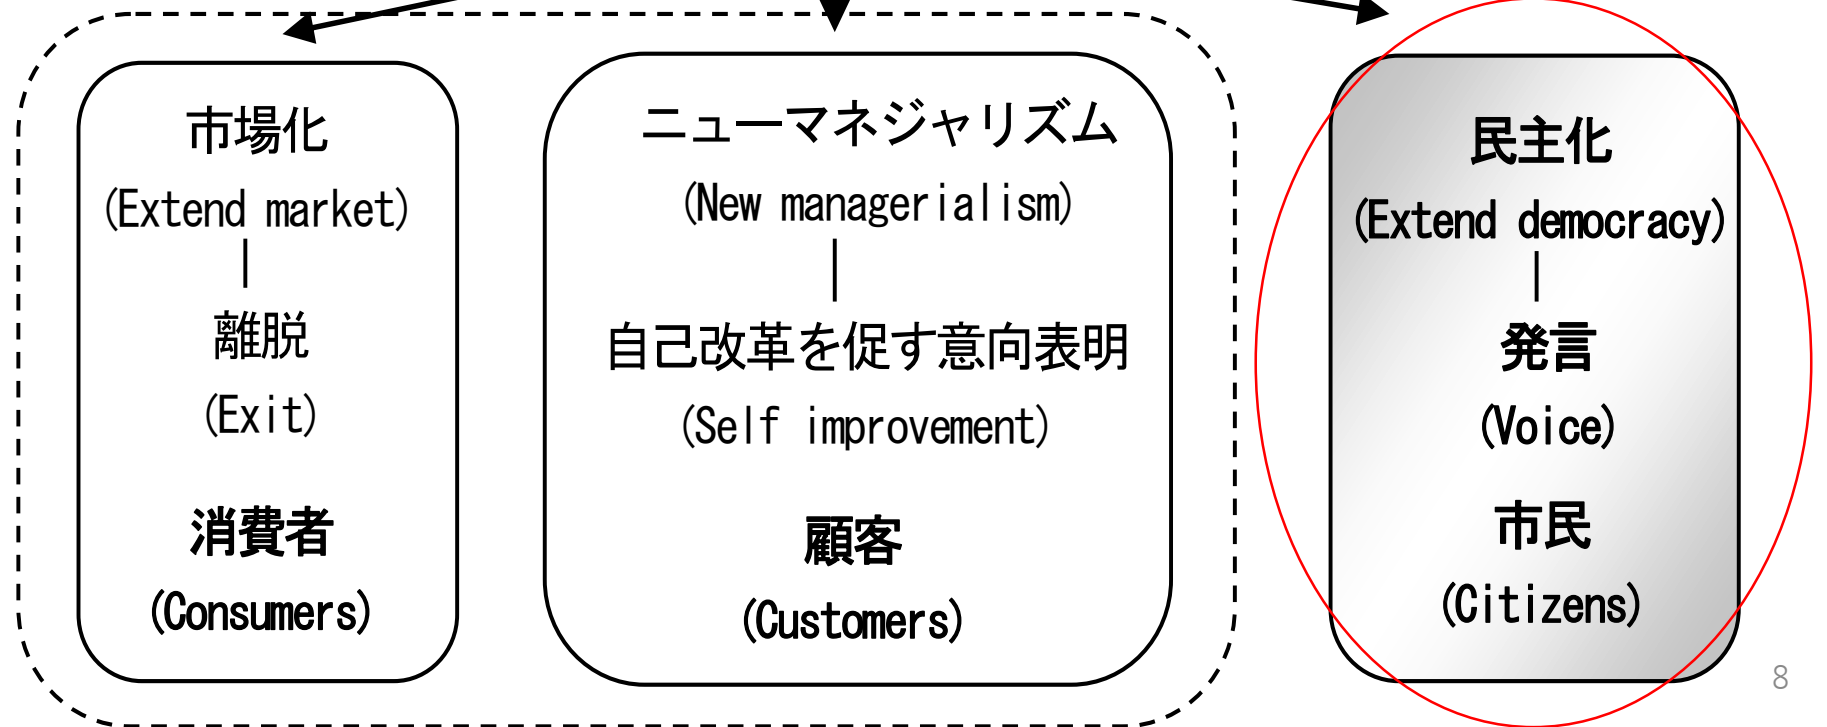 市場化
(Extend market)
離脱
(Exit)
消費者
(Consumers)
ニューマネジャリズム
(New managerialism)
自己改革を促す意向表明
(Self improvement)
顧客
(Customers)
民主化
(Extend democracy)
発言
(Voice)
市民
(Citizens)
8